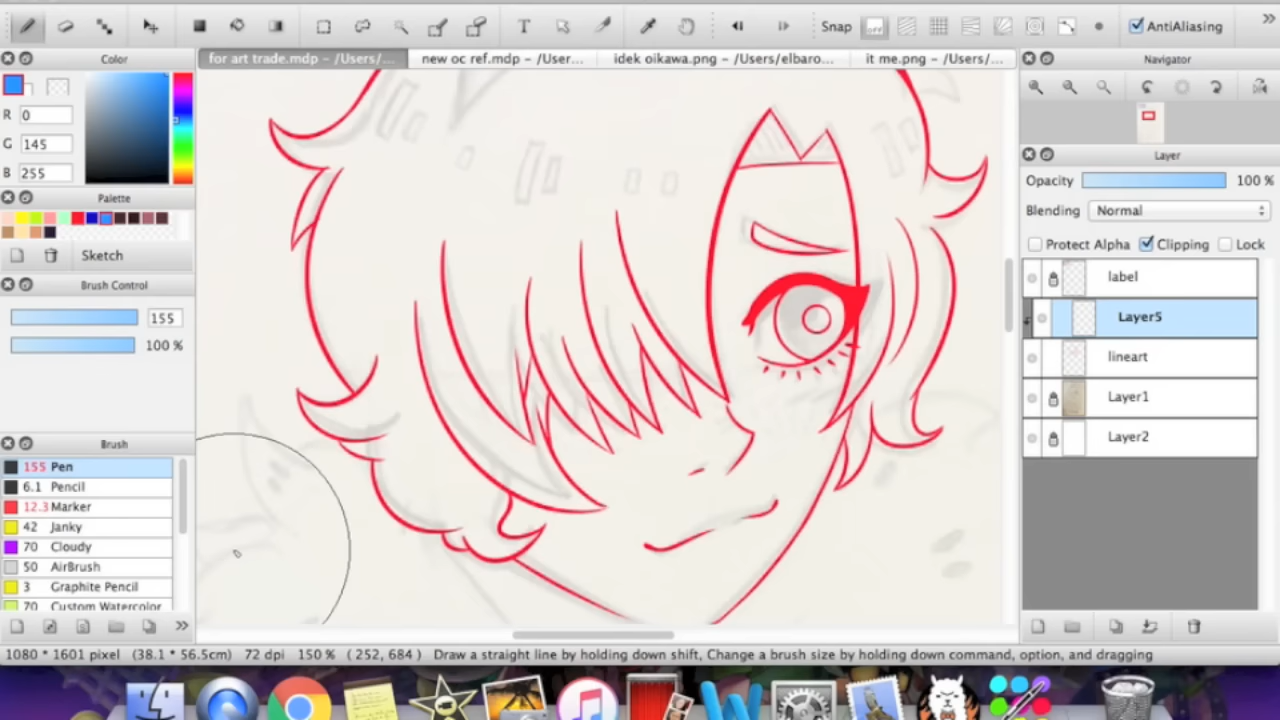 Snap
off
AntiAliasing
Color
for art trade.mdp – /Users/...
new oc ref.mdp – /User...
idek oikawa.png – /Users/elbaro...
it me.png – /Users/...
Navigator
R 0
G 145
B 255
Palette
Sketch
Brush Control
155
100 %
Brush
155 Pen
6.1 Pencil
12.3 Marker
42 Janky
70 Cloudy
50 AirBrush
3 Graphite Pencil
70 Custom Watercolor
Layer
Opacity 100 %
Blending Normal
Protect Alpha Clipping Lock
label
Layer5
lineart
Layer1
Layer2
1080 * 1601 pixel (38.1 * 56.5cm) 72 dpi 150 % ( 252, 684 ) Draw a straight line by holding down shift, Change a brush size by holding down command, option, and dragging